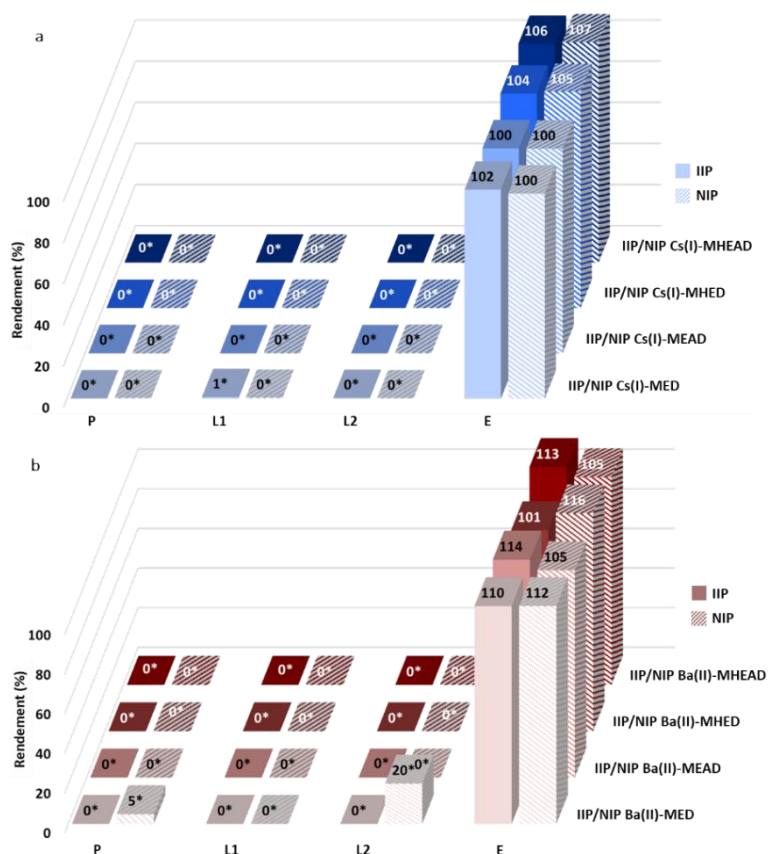 a
106 107
104 105
100 100
102 100
IIP
NIP
100
80
60
40
20
0
Rendement (%)
0* 0* 0* 0* 0* 0* IIP/NIP Cs(I)-MHEAD
0* 0* 0* 0* 0* 0* IIP/NIP Cs(I)-MHED
0* 0* 0* 0* 0* 0* IIP/NIP Cs(I)-MEAD
0* 0* 1* 0* 0* 0* IIP/NIP Cs(I)-MED
P L1 L2 E
b
113 105
101 116
114 105
110 112
IIP
NIP
100
80
60
40
20
0
Rendement (%)
0* 0* 0* 0* 0* 0* IIP/NIP Ba(II)-MHEAD
0* 0* 0* 0* 0* 0* IIP/NIP Ba(II)-MHED
0* 0* 0* 0* 0* 0* IIP/NIP Ba(II)-MEAD
0* 5* 0* 0* 0* 20* IIP/NIP Ba(II)-MED
P L1 L2 E